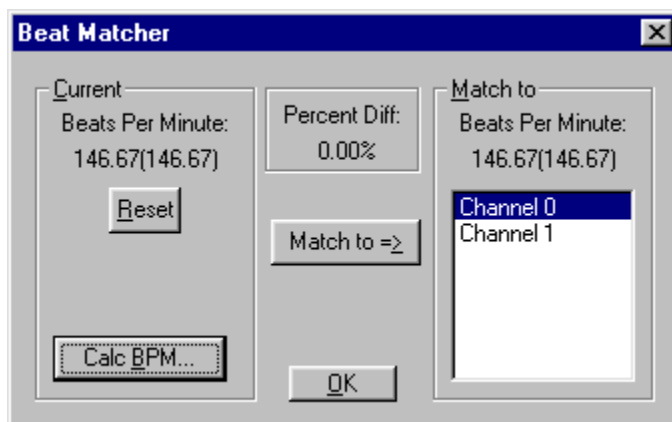 Beat Matcher
Current
Beats Per Minute:
146.67(146.67)
Reset
Calc BPM...
Percent Diff:
0.00%
Match to =>
OK
Match to
Beats Per Minute:
146.67(146.67)
Channel 0
Channel 1